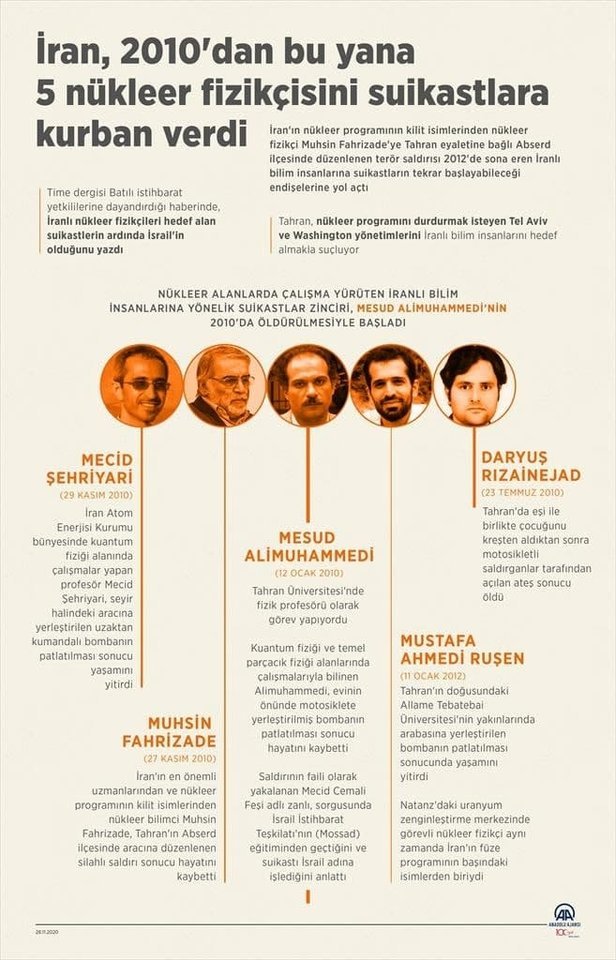 İran, 2010'dan bu yana
5 nükleer fizikçisini suikastlara
kurban verdi
İran'ın nükleer programının kilit isimlerinden nükleer
fizikçi Muhsin Fahrizade'ye Tahran eyaletine bağlı Abserd
ilçesinde düzenlenen terör saldırısı 2012'de sona eren İranlı
bilim insanlarına suikastların tekrar başlayabileceği
endişelerine yol açtı
Time dergisi Batılı istihbarat
yetkililerine dayandırdığı haberinde,
İranlı nükleer fizikçileri hedef alan
suikastlerin ardında İsrail'in
olduğunu yazdı
Tahran, nükleer programını durdurmak isteyen Tel Aviv
ve Washington yönetimlerini İranlı bilim insanlarını hedef
almakla suçluyor
NÜKLEER ALANLARDA ÇALIŞMA YÜRÜTEN İRANLI BİLİM
İNSANLARINA YÖNELİK SUİKASTLAR ZİNCİRİ, MESUD ALİMUHAMMEDİ'NİN
2010'DA ÖLDÜRÜLMESİYLE BAŞLADI
MECİD
ŞEHRİYARİ
(29 KASIM 2010)
İran Atom
Enerjisi Kurumu
bünyesinde kuantum
fiziği alanında
çalışmalar yapan
profesör Mecid
Şehriyari, seyir
halindeki aracına
yerleştirilen uzaktan
kumandalı bombanın
patlatılması sonucu
yaşamını
yitirdi
MUHSİN
FAHRİZADE
(27 KASIM 2010)
İran'ın en önemli
uzmanlarından ve nükleer
programının kilit isimlerinden
nükleer bilimci Muhsin
Fahrizade, Tahran'ın Abserd
ilçesinde aracına düzenlenen
silahlı saldırı sonucu hayatını
kaybetti
MESUD
ALİMUHAMMEDİ
(12 OCAK 2010)
Tahran Üniversitesi'nde
fizik profesörü olarak
görev yapıyordu
Kuantum fiziği ve temel
parçacık fiziği alanlarında
çalışmalarıyla bilinen
Alimuhammedi, evinin
önünde motosiklete
yerleştirilmiş bombanın
patlatılması sonucu
hayatını kaybetti
Saldırının faili olarak
yakalanan Mecid Cemali
Feşi adlı zanlı, sorgusunda
İsrail İstihbarat
Teşkilatı'nın (Mossad)
eğitiminden geçtiğini ve
suikastı İsrail adına
işlediğini anlattı
MUSTAFA
AHMEDİ RUŞEN
(11 OCAK 2012)
Tahran'ın doğusundaki
Allame Tebatebai
Üniversitesi'nin yakınlarında
arabasına yerleştirilen
bombanın patlatılması
sonucunda yaşamını
yitirdi
Natanz'daki uranyum
zenginleştirme merkezinde
görevli nükleer fizikçi aynı
zamanda İran'ın füze
programının başındaki
isimlerden biriydi
DARYUŞ
RIZAİNEJAD
(23 TEMMUZ 2010)
Tahran'da eşi ile
birlikte çocuğunu
kreşten aldıktan sonra
motosikletli
saldırganlar tarafından
açılan ateş sonucu
öldü
28.11.2020
AA
ANADOLU AJANSI